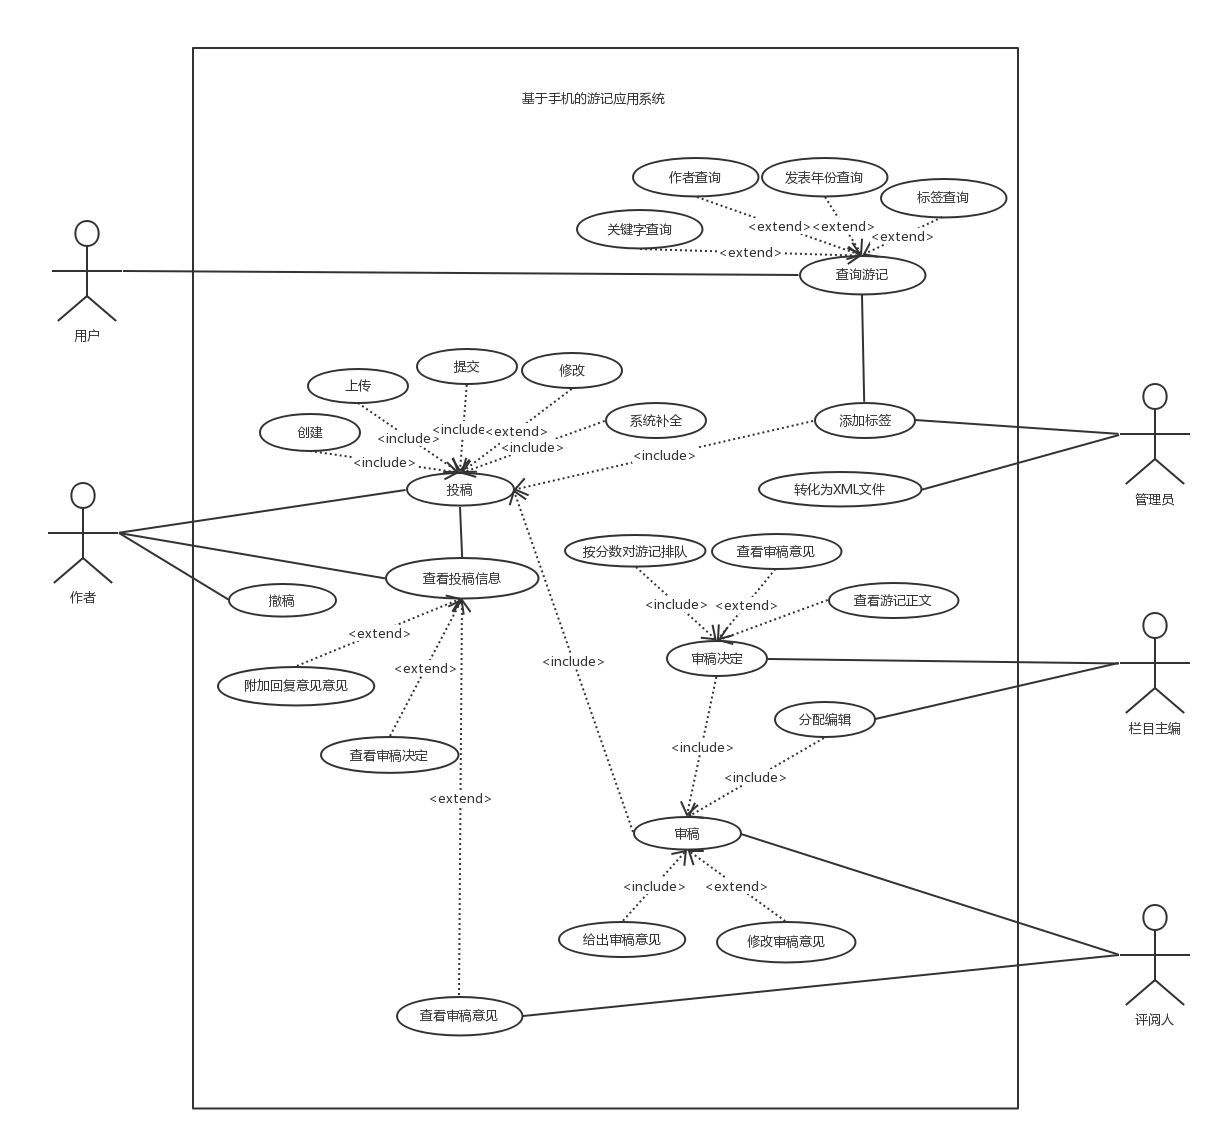 基于手机的游记应用系统
作者查询
发表年份查询
标签查询
关键字查询
<extend>
<extend>
<extend>
<extend>
查询游记
用户
提交
修改
上传
创建
系统补全
添加标签
<include>
<include
<extend>
<include>
<include>
<include>
投稿
转化为XML文件
管理员
按分数对游记排队
查看审稿意见
查看投稿信息
作者
撤稿
查看游记正文
<include>
<extend>
<extend>
<extend>
<include>
审稿决定
附加回复意见意见
分配编辑
栏目主编
查看审稿决定
<include>
<include>
<extend>
审稿
<include>
<extend>
给出审稿意见
修改审稿意见
查看审稿意见
评阅人